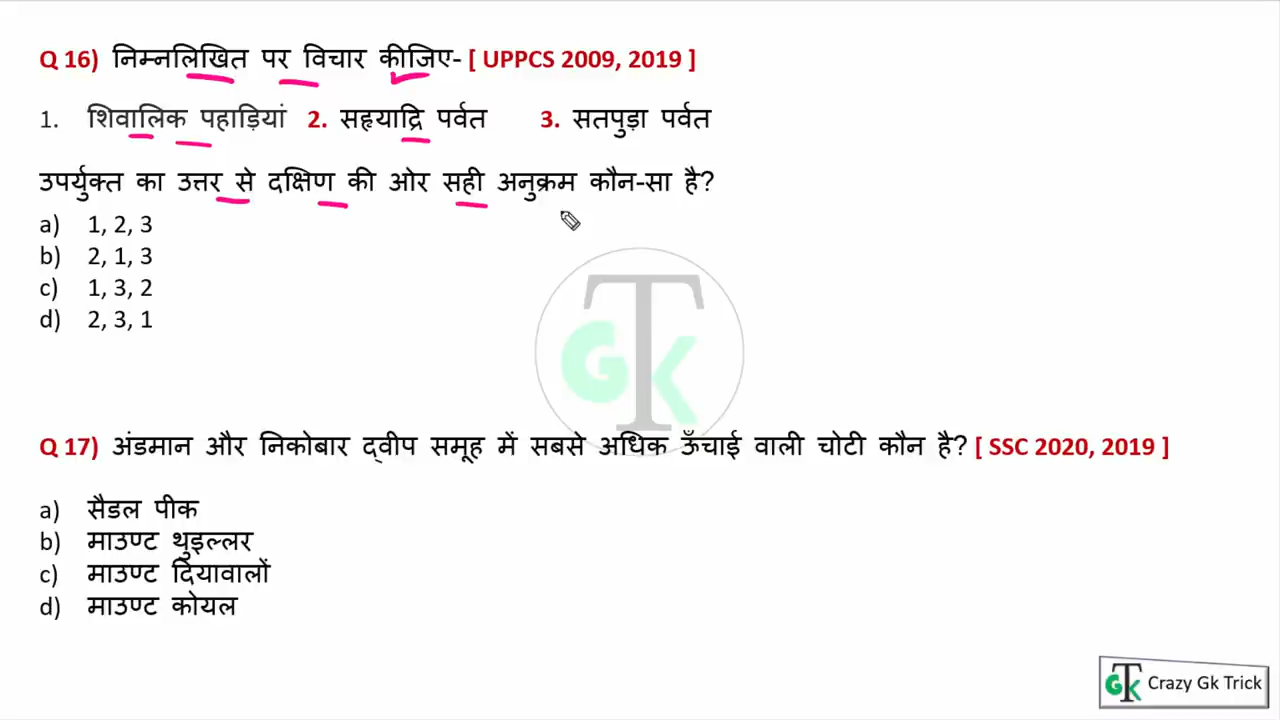 Q 16) निम्नलिखित पर विचार कीजिए- [ UPPCS 2009, 2019 ]
1. शिवालिक पहाड़ियां 2. सहृयाद्रि पर्वत 3. सतपुड़ा पर्वत
उपर्युक्त का उत्तर से दक्षिण की ओर सही अनुक्रम कौन-सा है?
a) 1, 2, 3
b) 2, 1, 3
c) 1, 3, 2
d) 2, 3, 1
GTK
Q 17) अंडमान और निकोबार द्वीप समूह में सबसे अधिक ऊँचाई वाली चोटी कौन है? [ SSC 2020, 2019 ]
a) सैडल पीक
b) माउण्ट थुइल्लर
c) माउण्ट दियावालों
d) माउण्ट कोयल
GTK Crazy Gk Trick